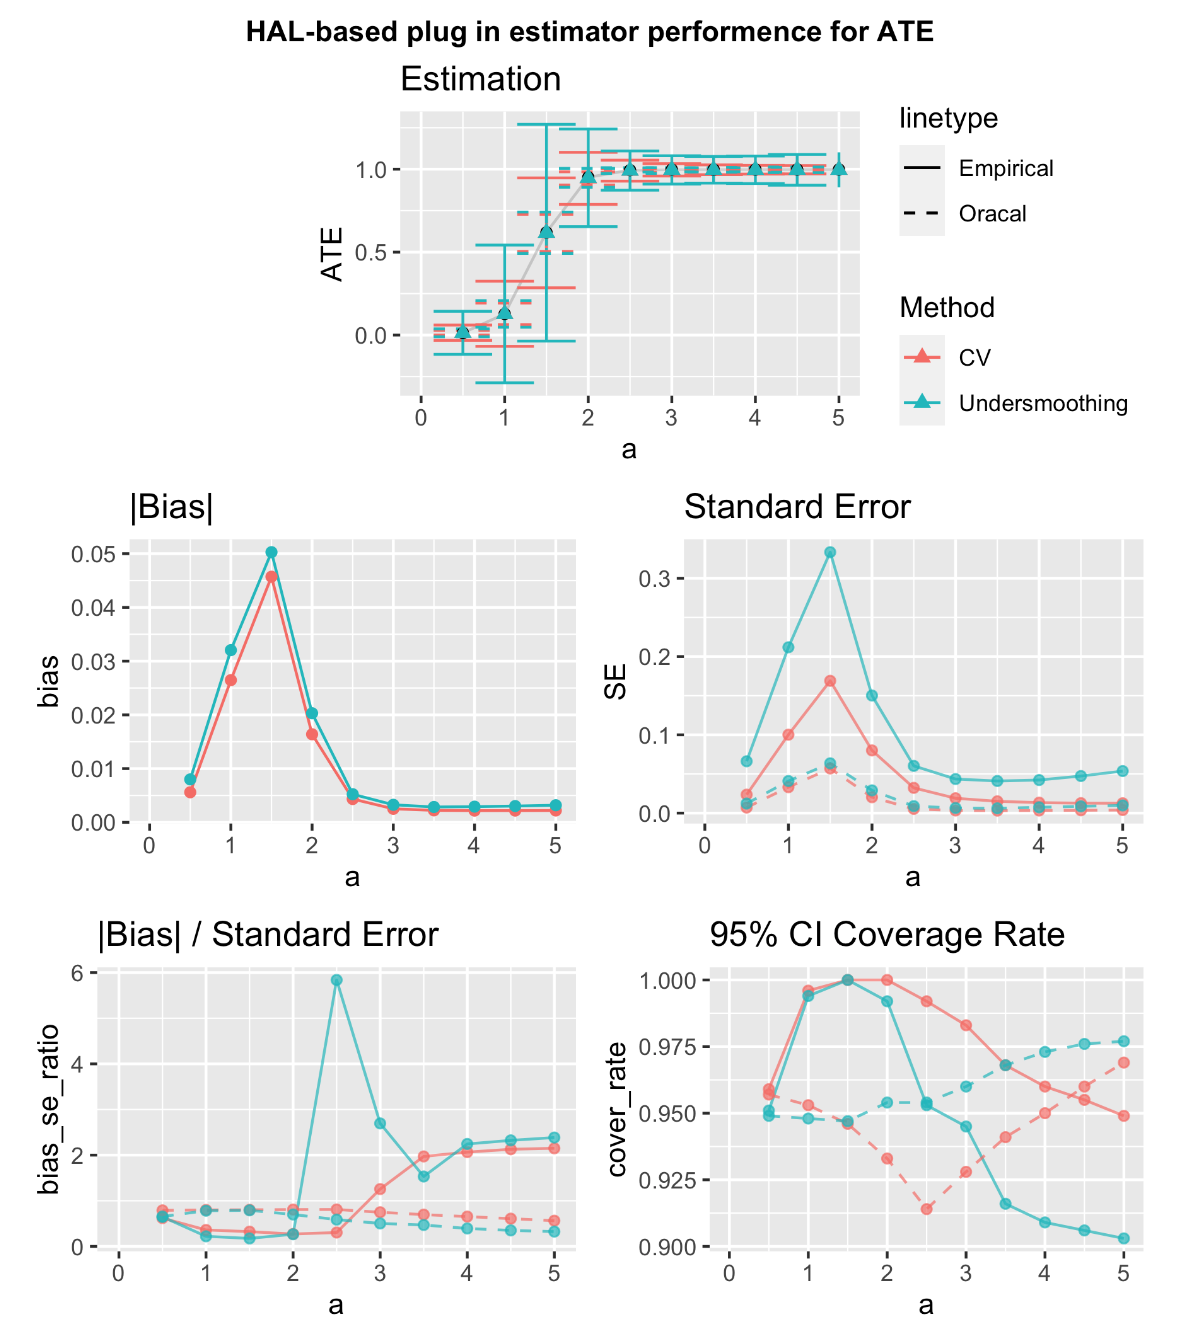 HAL-based plug in estimator performence for ATE
Estimation
ATE
1.0
0.5
0.0
0 1 2 3 4 5
a
linetype
Empirical
Oracal
Method
CV
Undersmoothing
|Bias|
bias
0.05
0.04
0.03
0.02
0.01
0.00
0 1 2 3 4 5
a
Standard Error
SE
0.3
0.2
0.1
0.0
0 1 2 3 4 5
a
|Bias| / Standard Error
bias_se_ratio
6
4
2
0
0 1 2 3 4 5
a
95% CI Coverage Rate
cover_rate
1.000
0.975
0.950
0.925
0.900
0 1 2 3 4 5
a